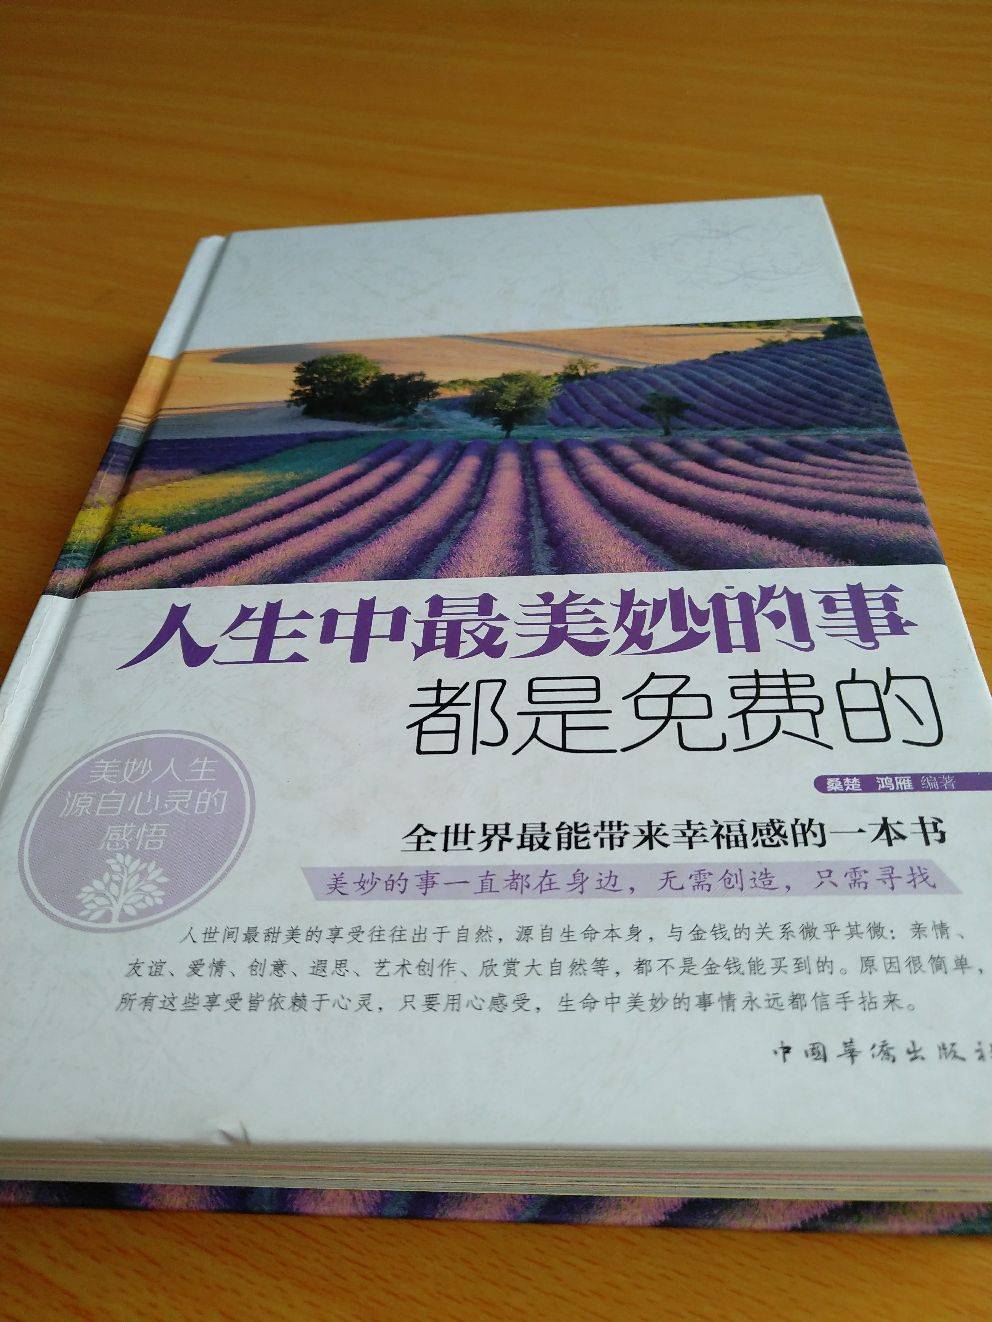 人生中最美妙的事
都是免费的
桑楚 鸿雁 编著
美妙人生
源自心灵的
感悟
全世界最能带来幸福感的一本书
美妙的事一直都在身边，无需创造，只需寻找
人世间最甜美的享受往往出于自然，源自生命本身，与金钱的关系微乎其微：亲情、
友谊、爱情、创意、遐思、艺术创作、欣赏大自然等，都不是金钱能买到的。原因很简单，
所有这些享受皆依赖于心灵，只要用心感受，生命中美妙的事情永远都信手拈来。
中国华侨出版社